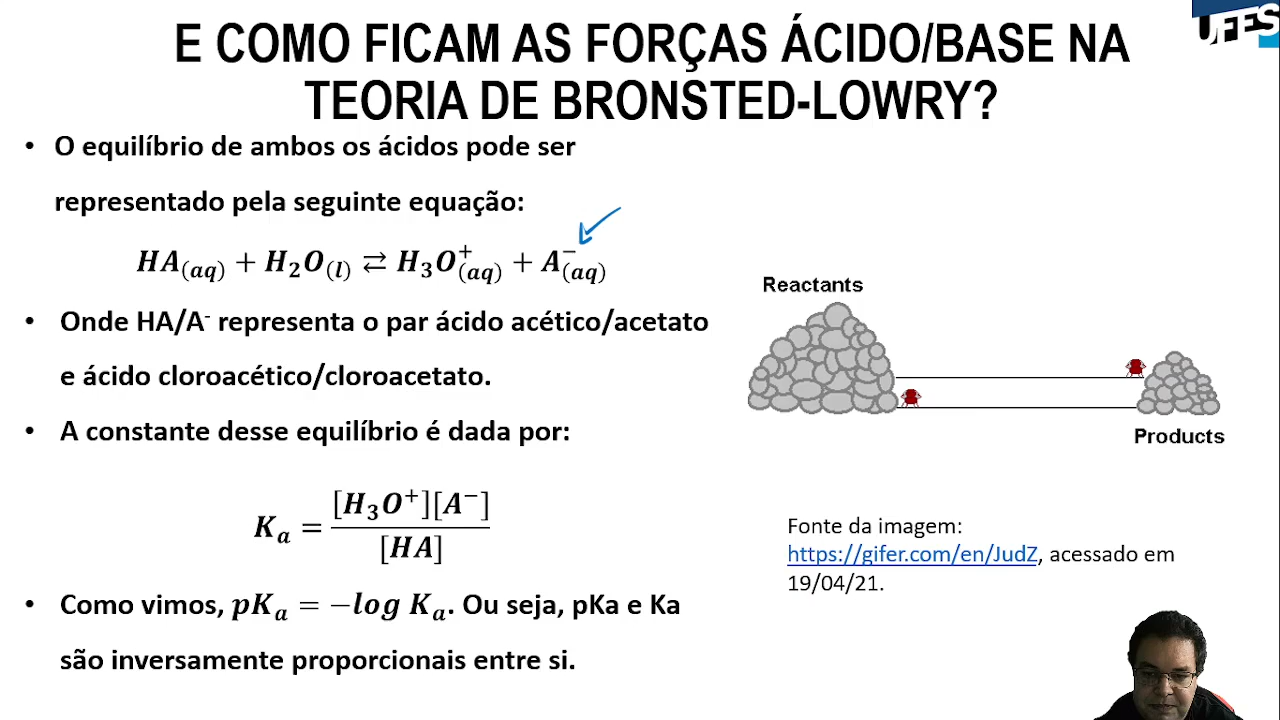 UFES
E COMO FICAM AS FORÇAS ÁCIDO/BASE NA
TEORIA DE BRONSTED-LOWRY?
• O equilíbrio de ambos os ácidos pode ser
representado pela seguinte equação:
HA(aq) + H₂O(l) ⇄ H₃O⁺(aq) + A⁻(aq)
• Onde HA/A⁻ representa o par ácido acético/acetato
e ácido cloroacético/cloroacetato.
• A constante desse equilíbrio é dada por:
Kₐ = [H₃O⁺][A⁻] / [HA]
• Como vimos, pKₐ = −log Kₐ. Ou seja, pKa e Ka
são inversamente proporcionais entre si.
Reactants
Products
Fonte da imagem:
https://gifer.com/en/JudZ, acessado em
19/04/21.